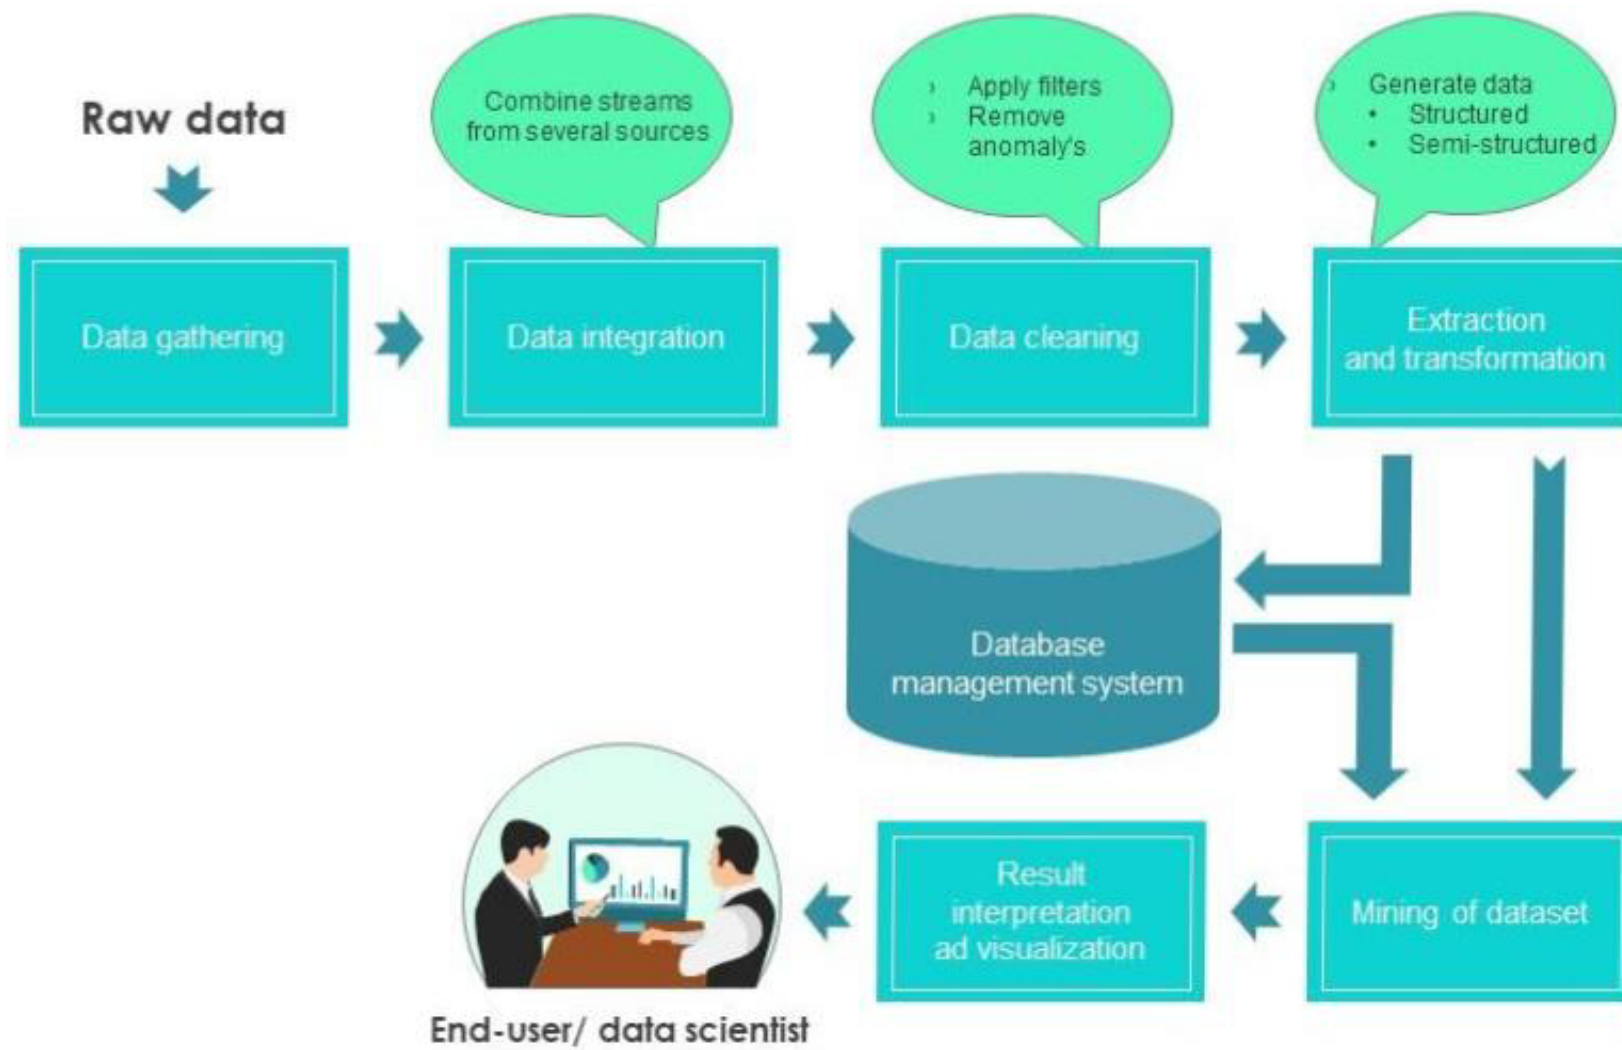 Raw data
Combine streams
from several sources
› Apply filters
› Remove
anomaly's
› Generate data
• Structured
• Semi-structured
Data gathering
Data integration
Data cleaning
Extraction
and transformation
Database
management system
Mining of dataset
Result
interpretation
ad visualization
End-user/ data scientist